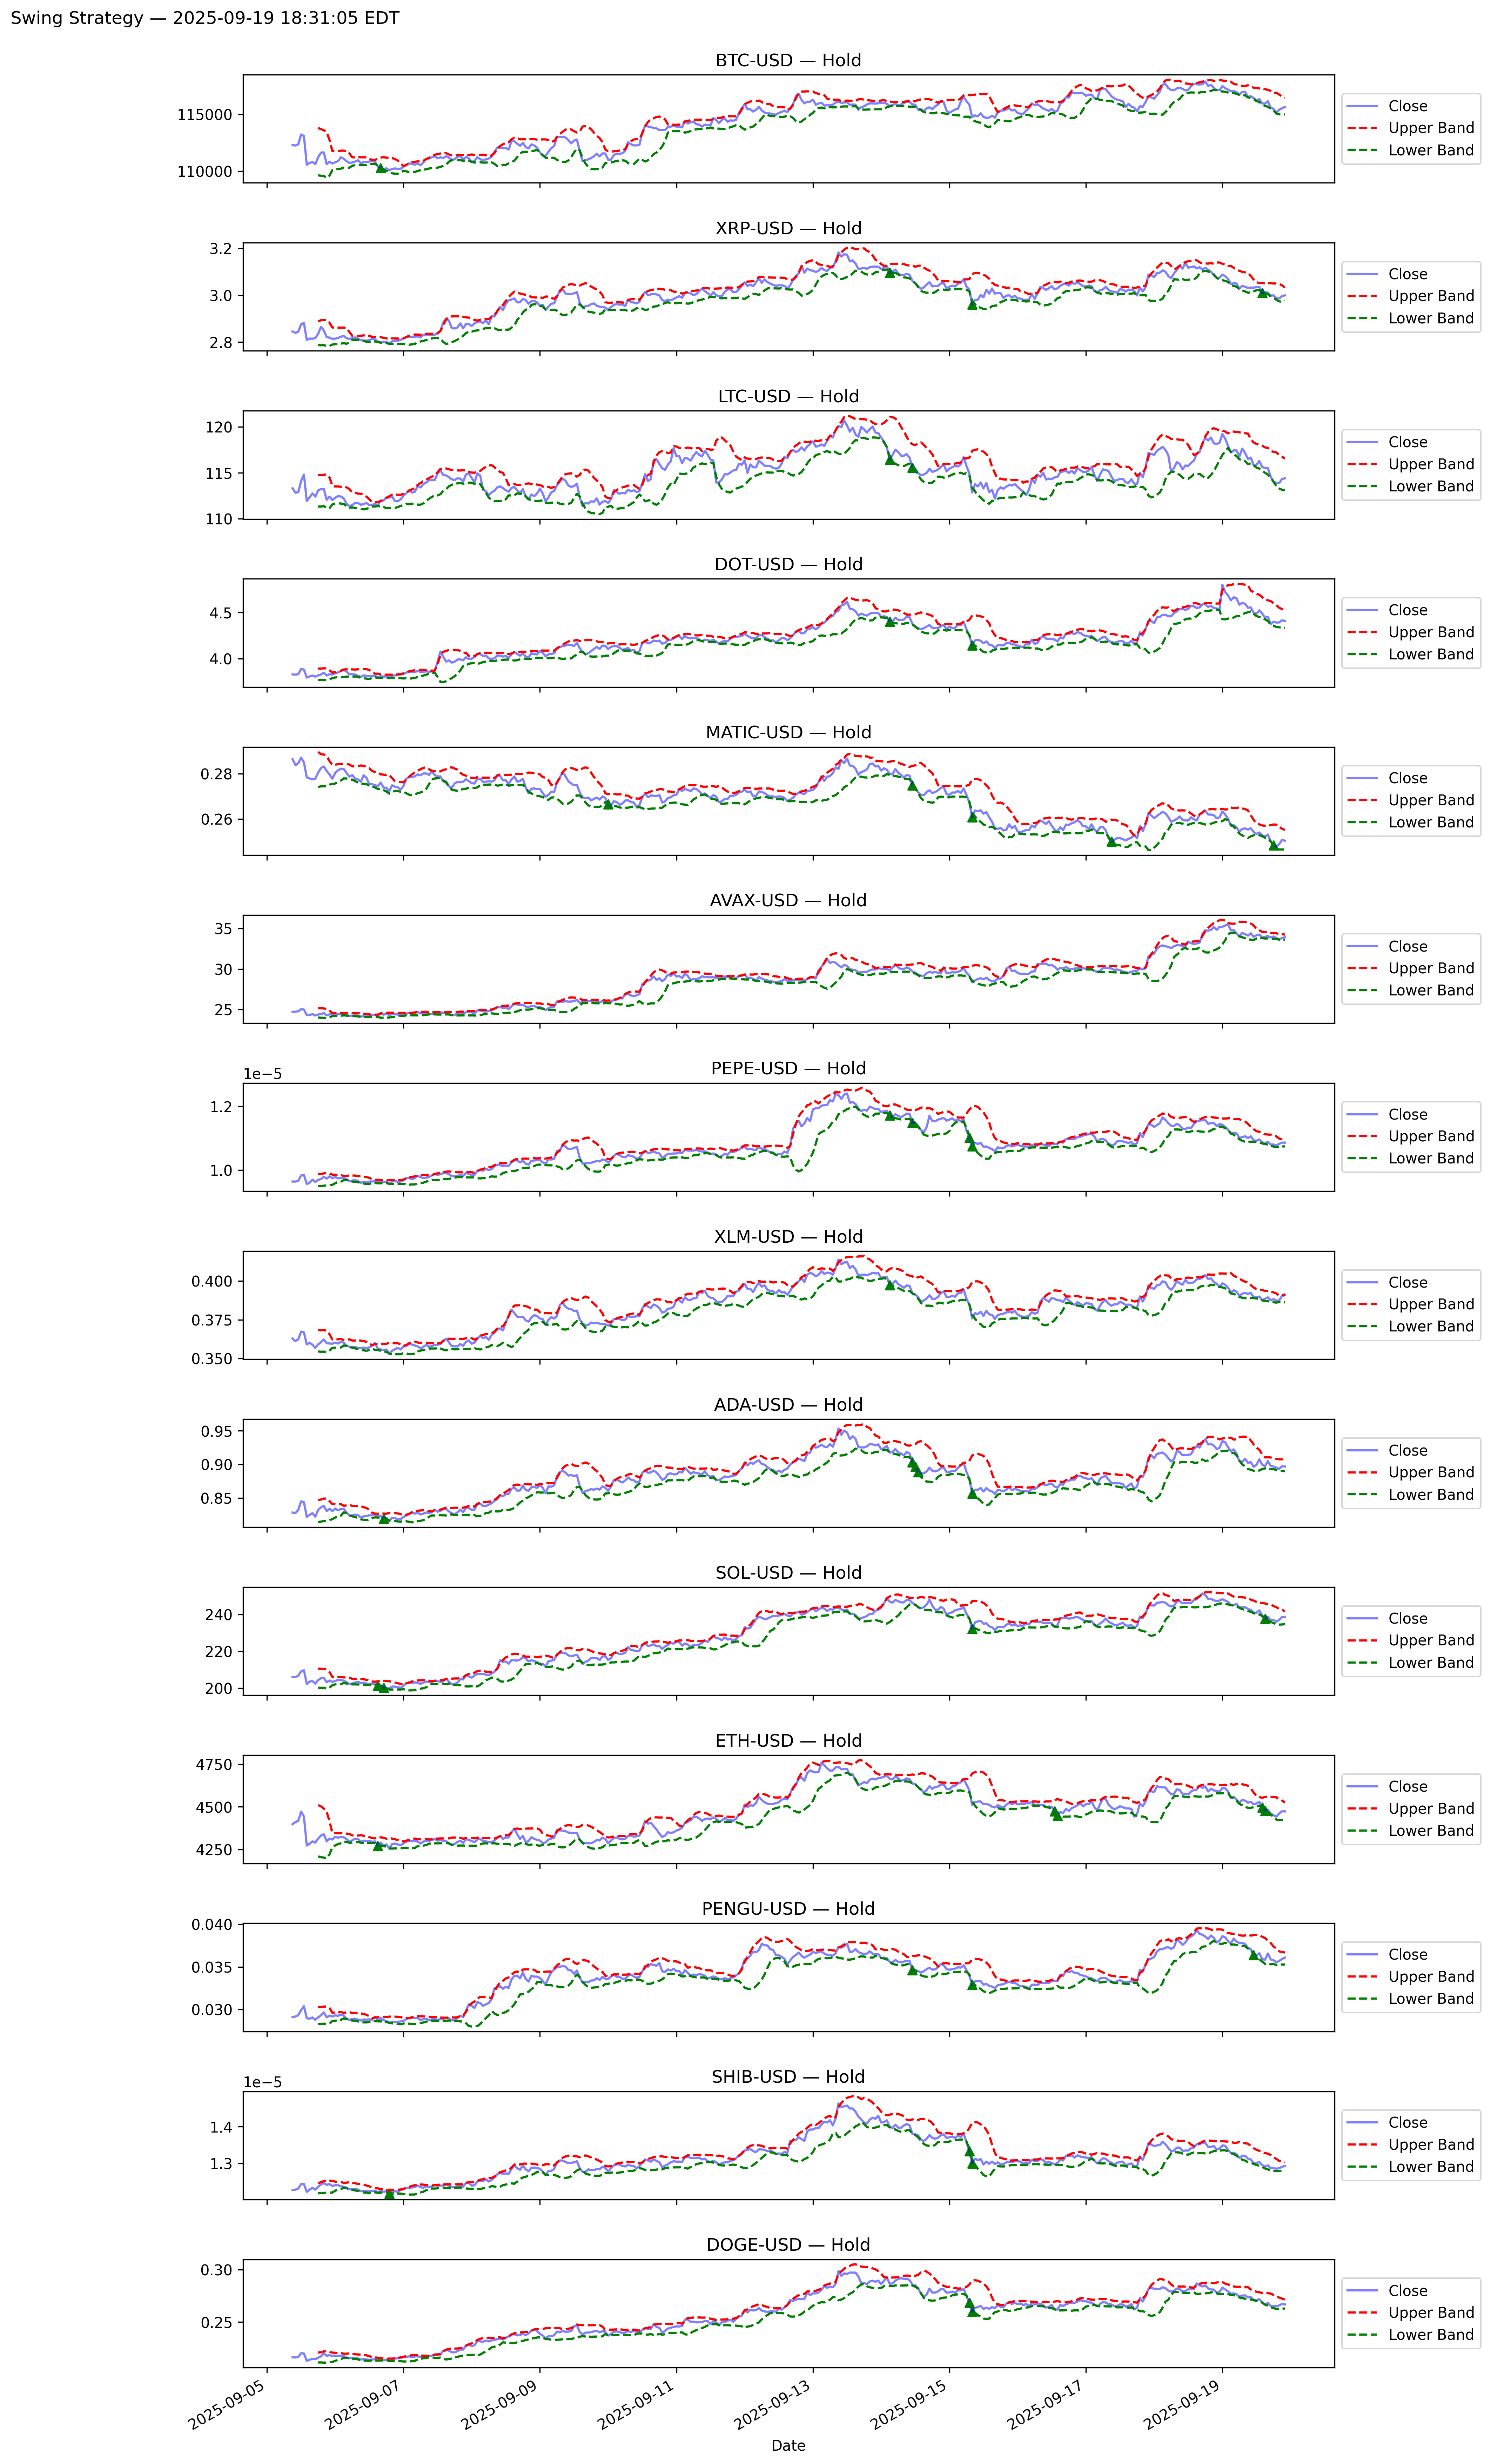 Swing Strategy — 2025-09-19 18:31:05 EDT
BTC-USD — Hold
115000
110000
Close
Upper Band
Lower Band
XRP-USD — Hold
3.2
3.0
2.8
Close
Upper Band
Lower Band
LTC-USD — Hold
120
115
110
Close
Upper Band
Lower Band
DOT-USD — Hold
4.5
4.0
Close
Upper Band
Lower Band
MATIC-USD — Hold
0.28
0.26
Close
Upper Band
Lower Band
AVAX-USD — Hold
35
30
25
Close
Upper Band
Lower Band
PEPE-USD — Hold
1e−5
1.2
1.0
Close
Upper Band
Lower Band
XLM-USD — Hold
0.400
0.375
0.350
Close
Upper Band
Lower Band
ADA-USD — Hold
0.95
0.90
0.85
Close
Upper Band
Lower Band
SOL-USD — Hold
240
220
200
Close
Upper Band
Lower Band
ETH-USD — Hold
4750
4500
4250
Close
Upper Band
Lower Band
PENGU-USD — Hold
0.040
0.035
0.030
Close
Upper Band
Lower Band
SHIB-USD — Hold
1e−5
1.4
1.3
Close
Upper Band
Lower Band
DOGE-USD — Hold
0.30
0.25
Close
Upper Band
Lower Band
2025-09-05
2025-09-07
2025-09-09
2025-09-11
2025-09-13
2025-09-15
2025-09-17
2025-09-19
Date